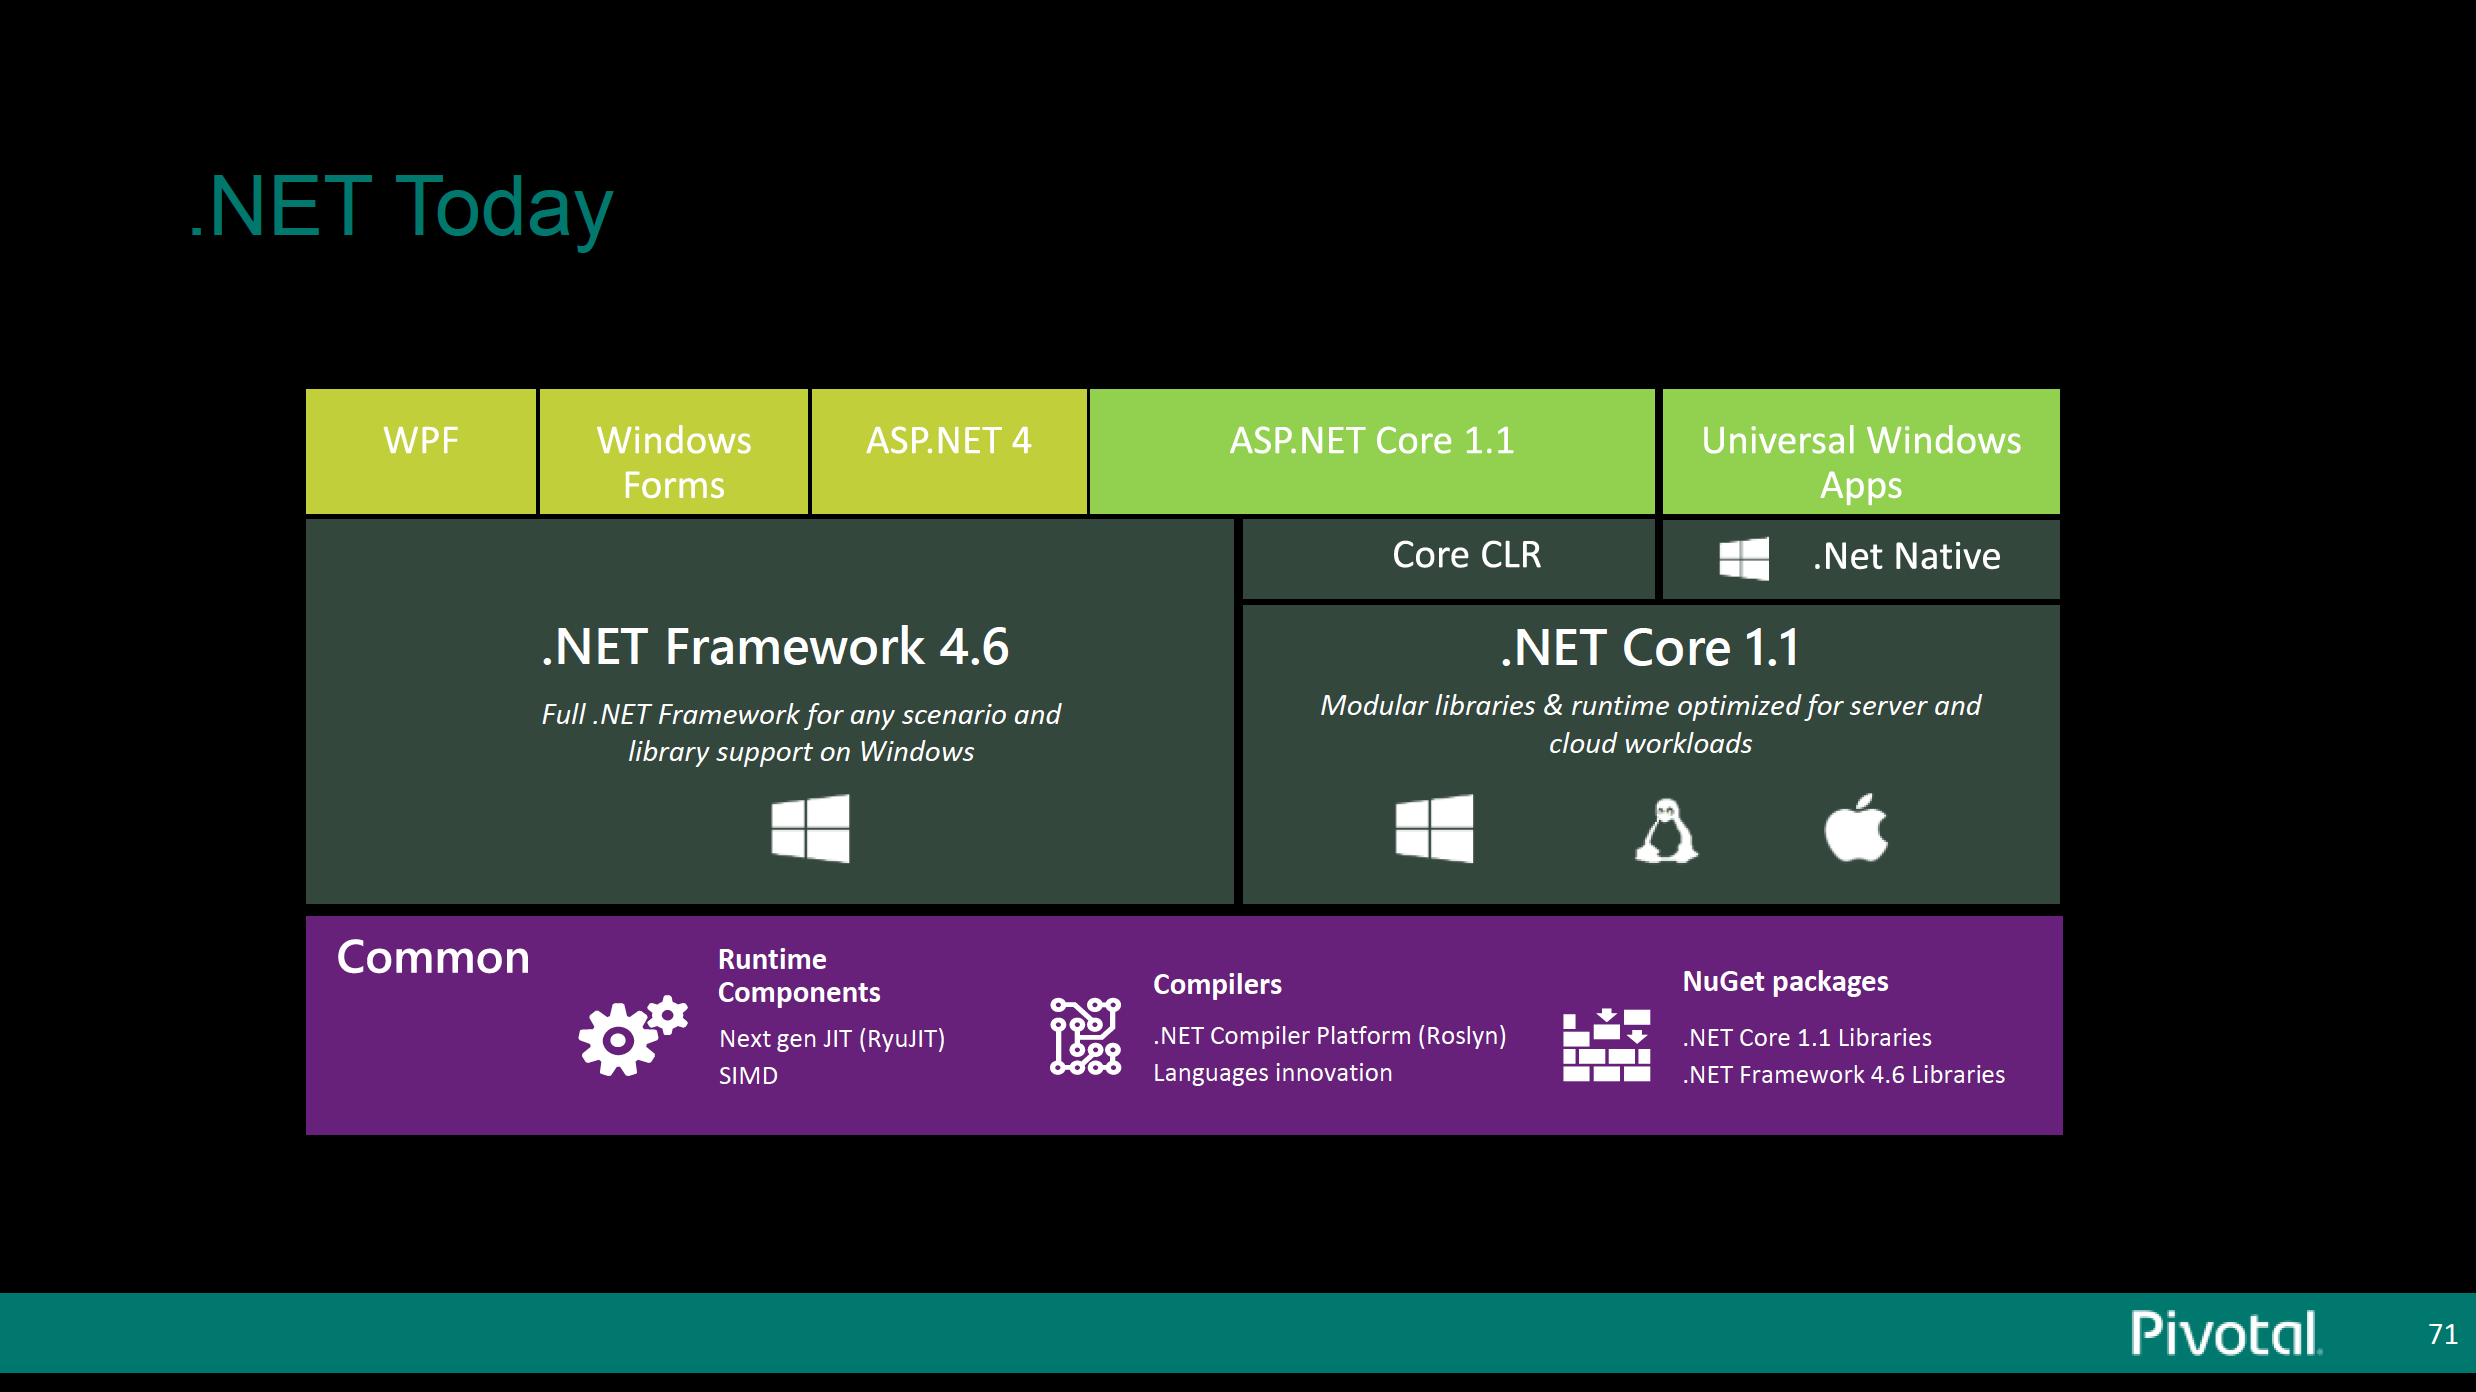 .NET Today
WPF
Windows
Forms
ASP.NET 4
ASP.NET Core 1.1
Universal Windows
Apps
Core CLR
.Net Native
.NET Framework 4.6
Full .NET Framework for any scenario and
library support on Windows
.NET Core 1.1
Modular libraries & runtime optimized for server and
cloud workloads
Common
Runtime
Components
Next gen JIT (RyuJIT)
SIMD
Compilers
.NET Compiler Platform (Roslyn)
Languages innovation
NuGet packages
.NET Core 1.1 Libraries
.NET Framework 4.6 Libraries
Pivotal
71